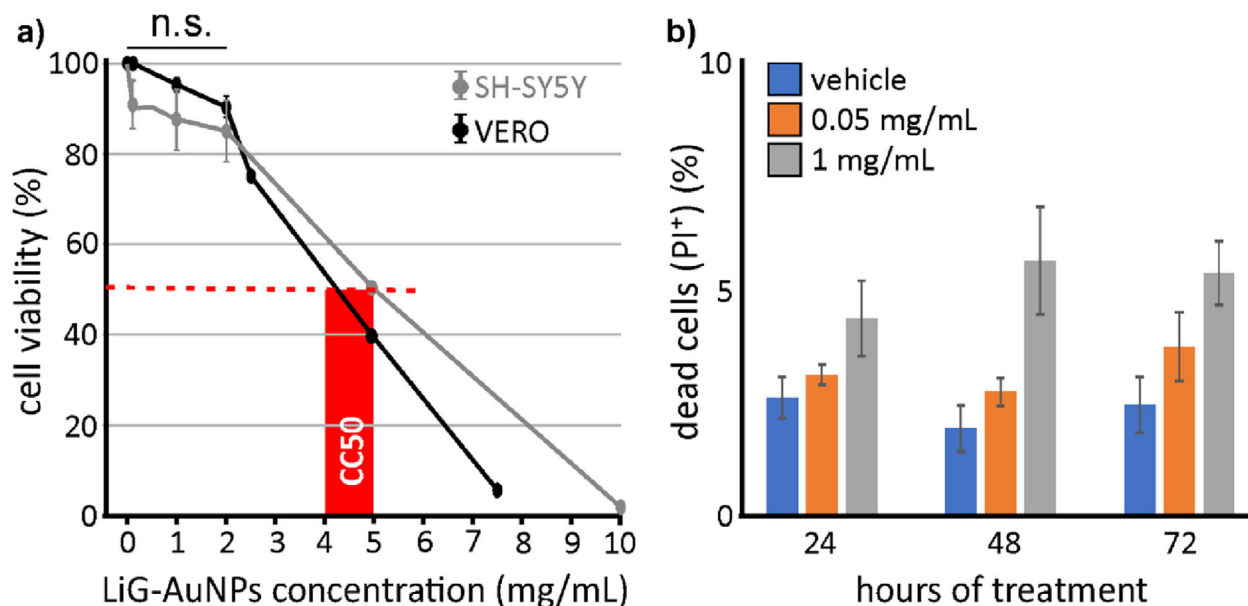 a)
n.s.
100
80
60
40
20
0
cell viability (%)
SH-SY5Y
VERO
CC50
0 1 2 3 4 5 6 7 8 9 10
LiG-AuNPs concentration (mg/mL)
b)
10
5
0
dead cells (PI⁺) (%)
vehicle
0.05 mg/mL
1 mg/mL
24 48 72
hours of treatment